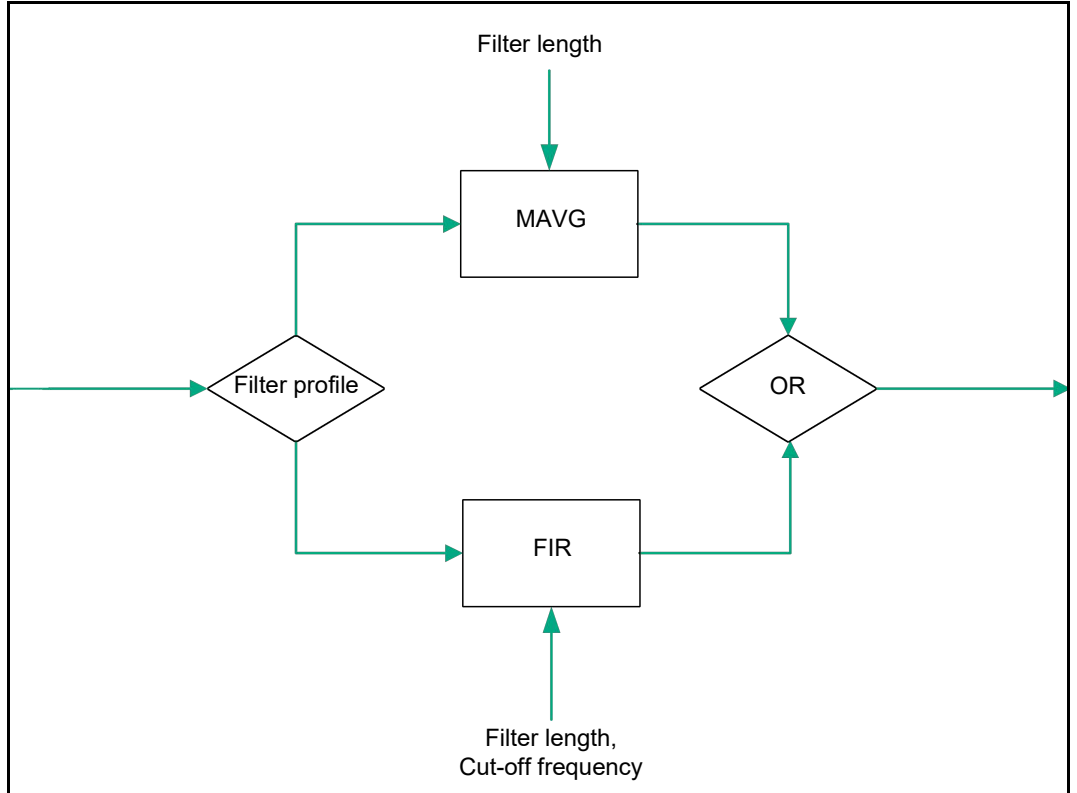 Filter length
MAVG
Filter profile
OR
FIR
Filter length,
Cut-off frequency